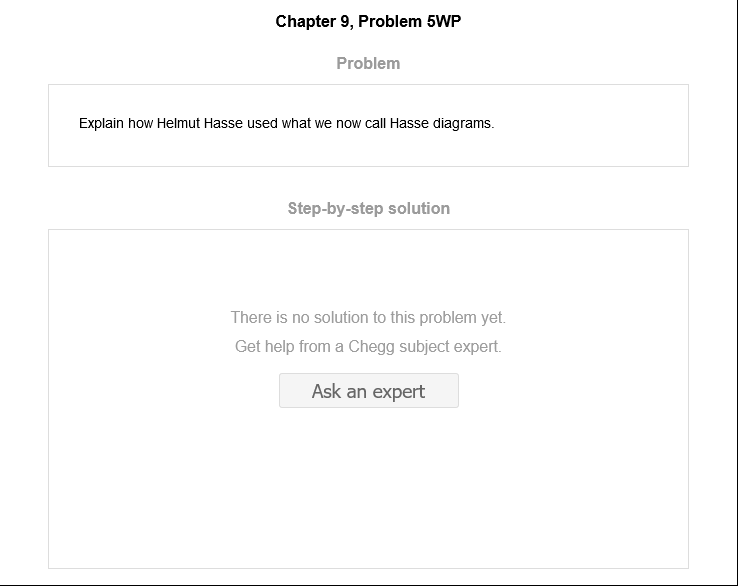 Chapter 9, Problem 5WP
Problem
Explain how Helmut Hasse used what we now call Hasse diagrams.
Step-by-step solution
There is no solution to this problem yet.
Get help from a Chegg subject expert.
Ask an expert